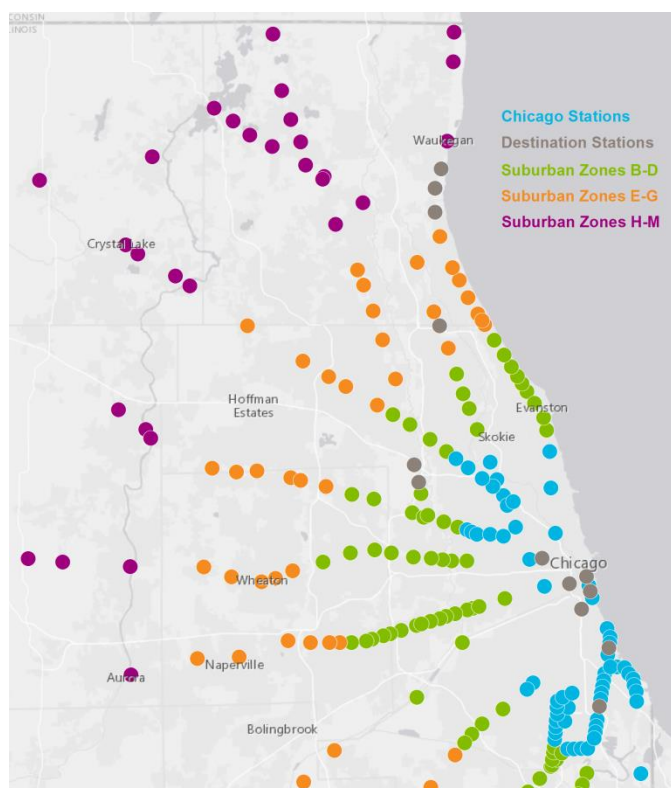 CONSIN
ILLINOIS
Chicago Stations
Destination Stations
Waukegan
Suburban Zones B-D
Suburban Zones E-G
Suburban Zones H-M
Crystal Lake
Hoffman
Estates
Evanston
Skokie
Chicago
Wheaton
Naperville
Aurora
Bolingbrook